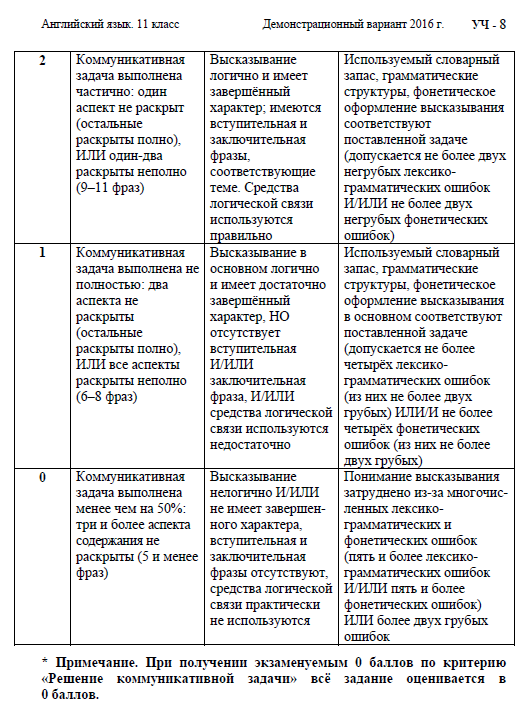 Английский язык. 11 класс Демонстрационный вариант 2016 г. УЧ - 8
2
Коммуникативная
задача выполнена
частично: один
аспект не раскрыт
(остальные
раскрыты полно),
ИЛИ один-два
раскрыты неполно
(9–11 фраз)
Высказывание
логично и имеет
завершённый
характер; имеются
вступительная и
заключительная
фразы,
соответствующие
теме. Средства
логической связи
используются
правильно
Используемый словарный
запас, грамматические
структуры, фонетическое
оформление высказывания
соответствуют
поставленной задаче
(допускается не более двух
негрубых лексико-
грамматических ошибок
И/ИЛИ не более двух
негрубых фонетических
ошибок)
1
Коммуникативная
задача выполнена не
полностью: два
аспекта не
раскрыты
(остальные
раскрыты полно),
ИЛИ все аспекты
раскрыты неполно
(6–8 фраз)
Высказывание в
основном логично
и имеет достаточно
завершённый
характер, НО
отсутствует
вступительная
И/ИЛИ
заключительная
фраза, И/ИЛИ
средства логической
связи используются
недостаточно
Используемый словарный
запас, грамматические
структуры, фонетическое
оформление высказывания
в основном соответствуют
поставленной задаче
(допускается не более
четырёх лексико-
грамматических ошибок
(из них не более двух
грубых) ИЛИ/И не более
четырёх фонетических
ошибок (из них не более
двух грубых)
0
Коммуникативная
задача выполнена
менее чем на 50%:
три и более аспекта
содержания не
раскрыты (5 и менее
фраз)
Высказывание
нелогично И/ИЛИ
не имеет завершен-
ного характера,
вступительная и
заключительная
фразы отсутствуют,
средства логической
связи практически
не используются
Понимание высказывания
затруднено из-за многочис-
ленных лексико-
грамматических и
фонетических ошибок
(пять и более лексико-
грамматических ошибок
И/ИЛИ пять и более
фонетических ошибок)
ИЛИ более двух грубых
ошибок
* Примечание. При получении экзаменуемым 0 баллов по критерию
«Решение коммуникативной задачи» всё задание оценивается в
0 баллов.